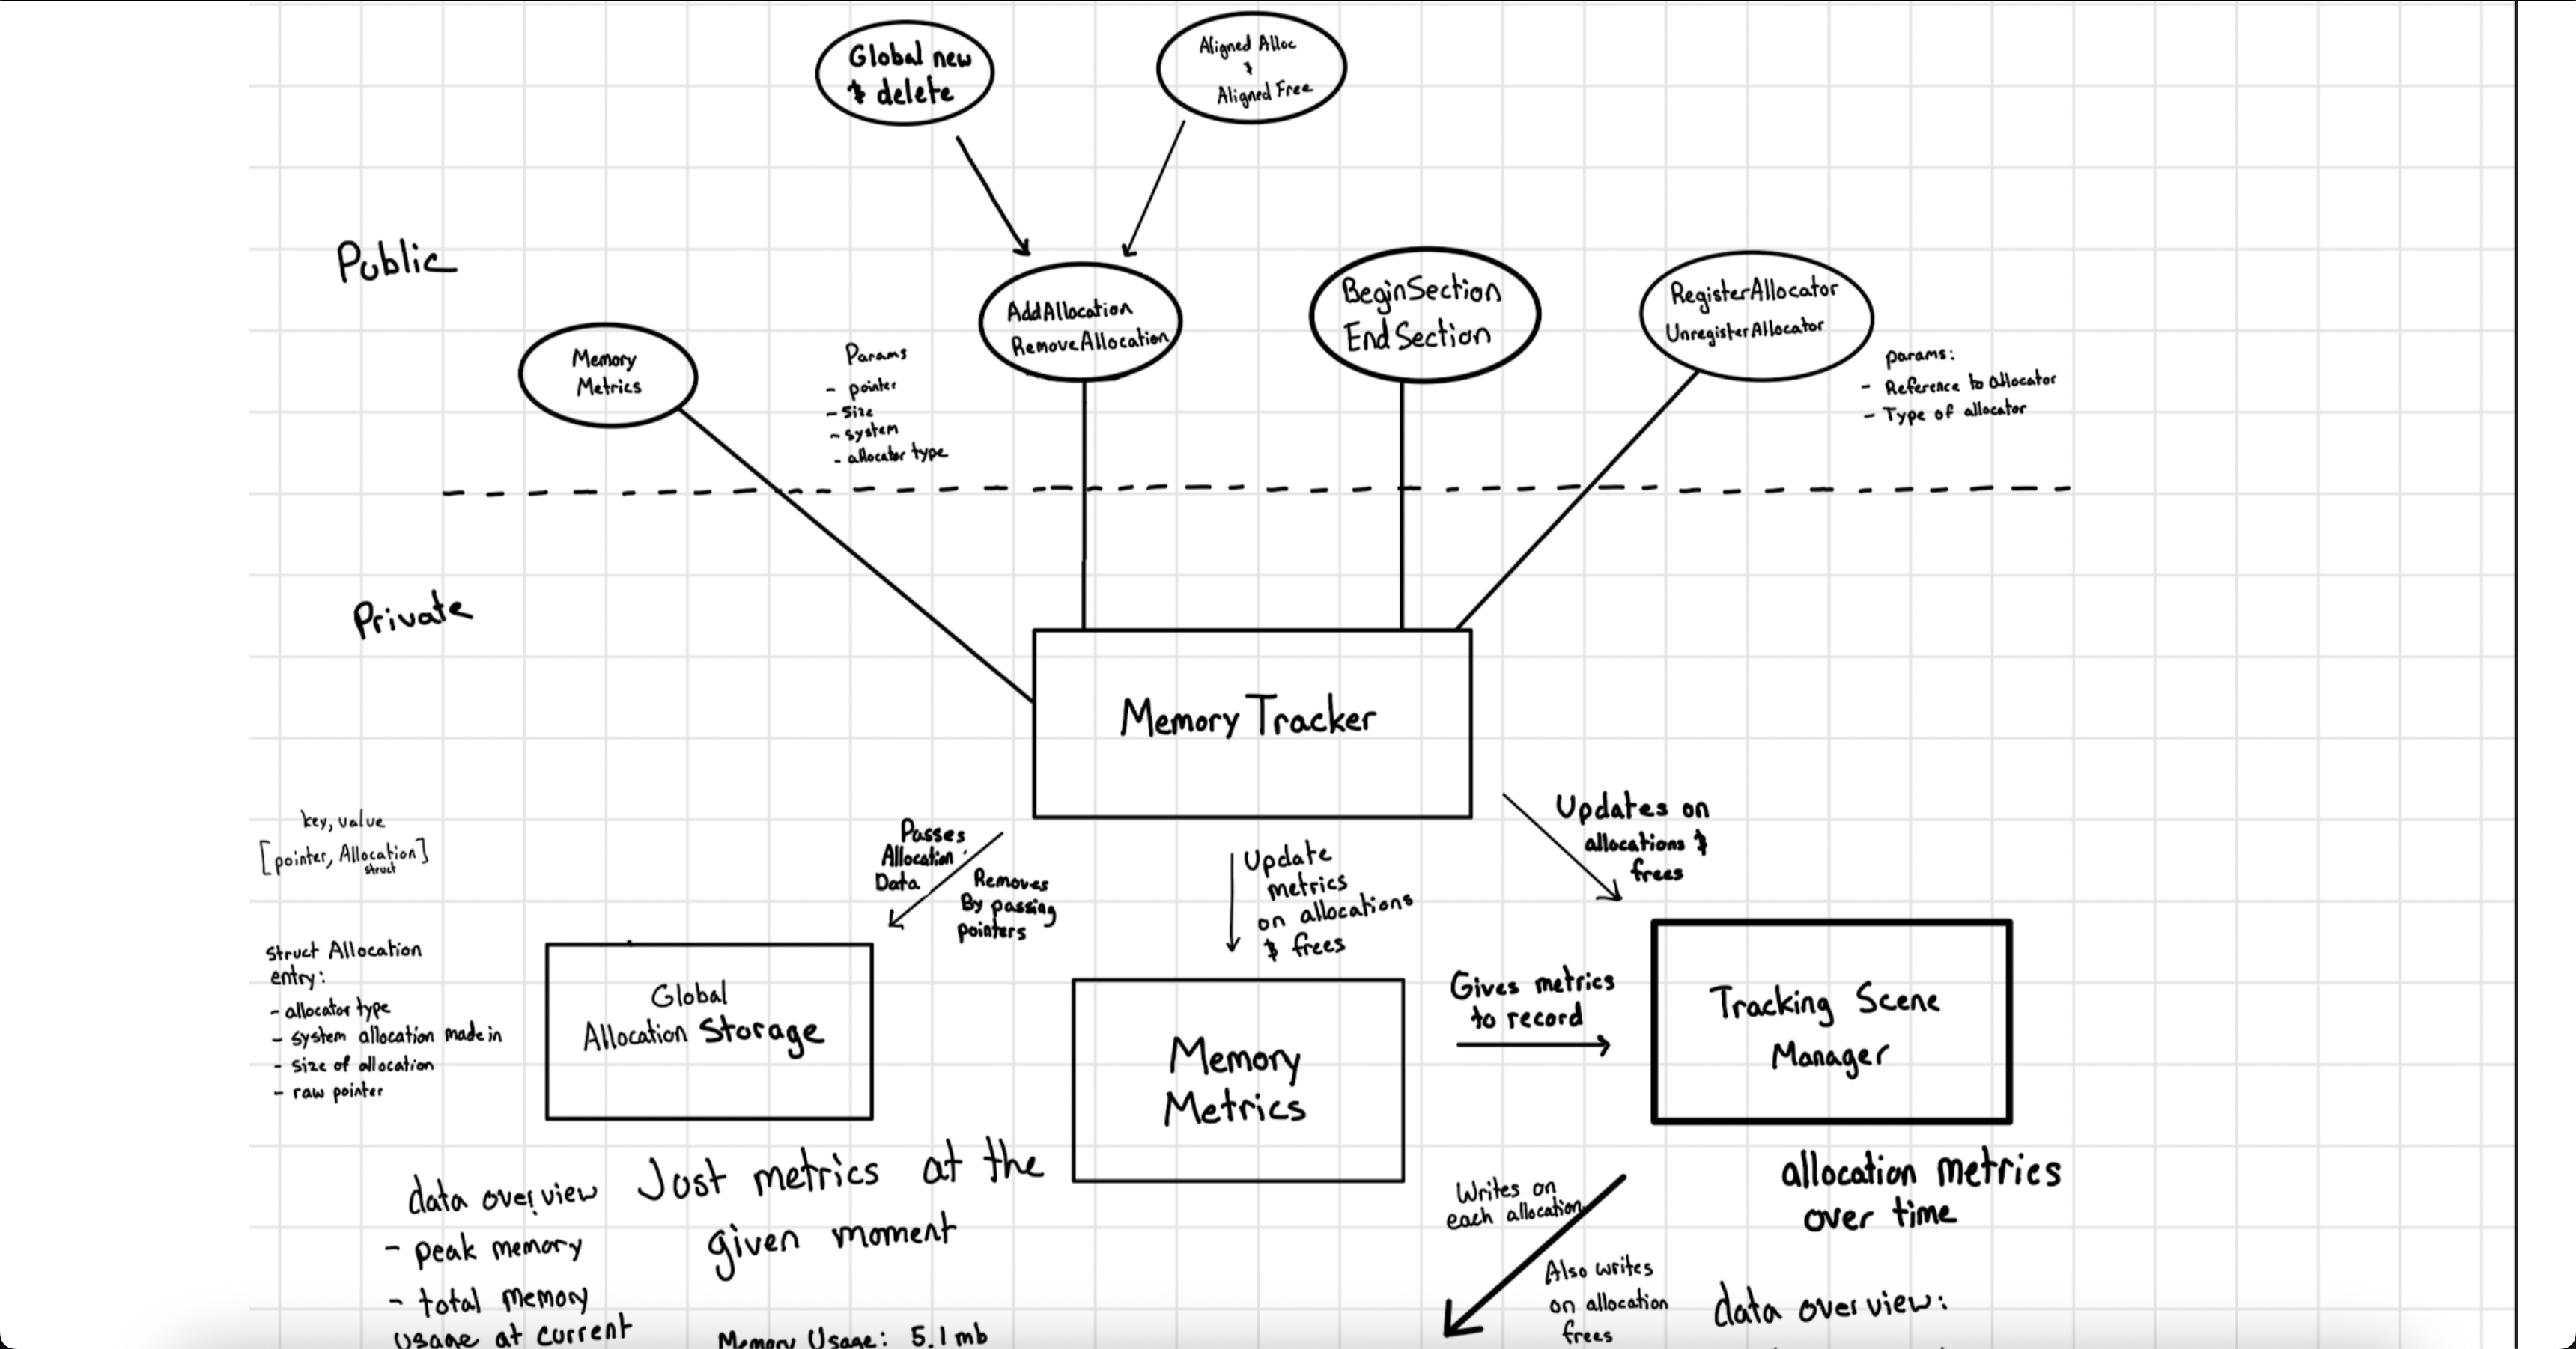 Global new
& delete
Aligned Alloc
&
Aligned Free
Public
AddAllocation
RemoveAllocation
BeginSection
EndSection
RegisterAllocator
UnregisterAllocator
Memory
Metrics
Params
- pointer
- size
- system
- allocator type
params:
- Reference to allocator
- Type of allocator
Private
Memory Tracker
key, value
[pointer, Allocation]
struct
Passes
Allocation
Data
Removes
By passing
pointers
Update
metrics
on allocations
& frees
Updates on
allocations &
frees
struct Allocation
entry:
- allocator type
- system allocation made in
- size of allocation
- raw pointer
Global
Allocation Storage
Memory
Metrics
Gives metrics
to record
Tracking Scene
Manager
data overview
- peak memory
- total memory
usage at current
Just metrics at the
given moment
Memory Usage: 5.1 mb
Writes on
each allocation
Also writes
on allocation
frees
allocation metrics
over time
data overview: